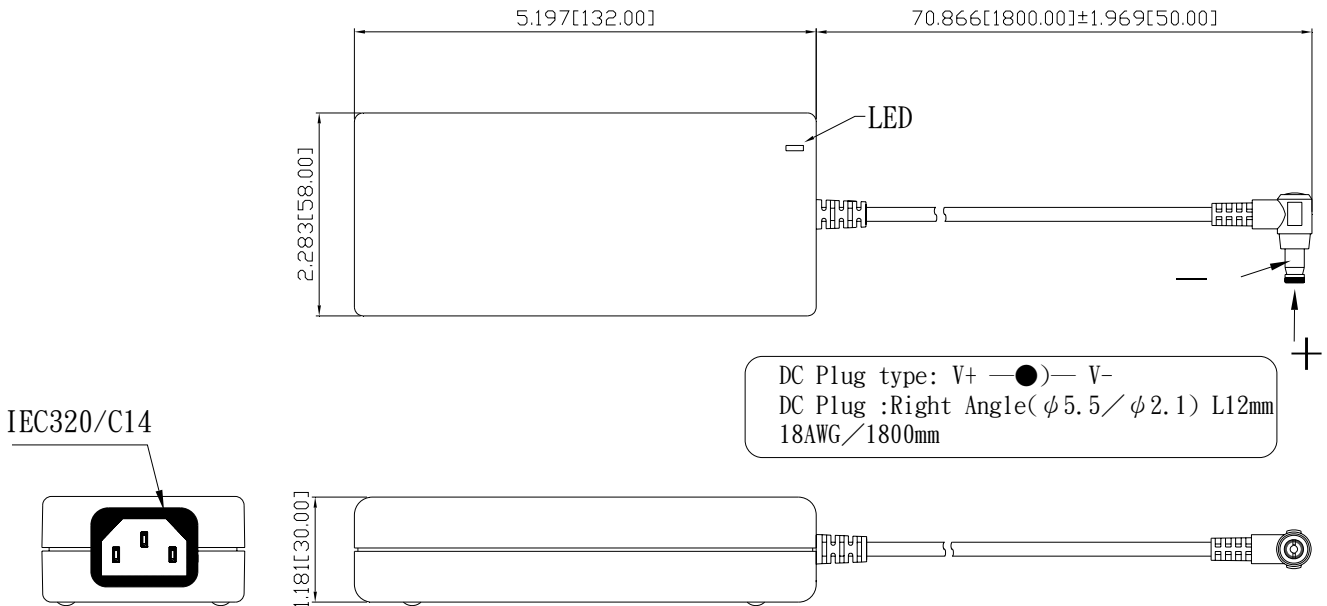 5.197[132.00]
70.866[1800.00]±1.969[50.00]
LED
2.283[58.00]
—
+
DC Plug type: V+ —●)— V-
DC Plug :Right Angle(φ5.5／φ2.1) L12mm
18AWG／1800mm
IEC320/C14
1.181[30.00]